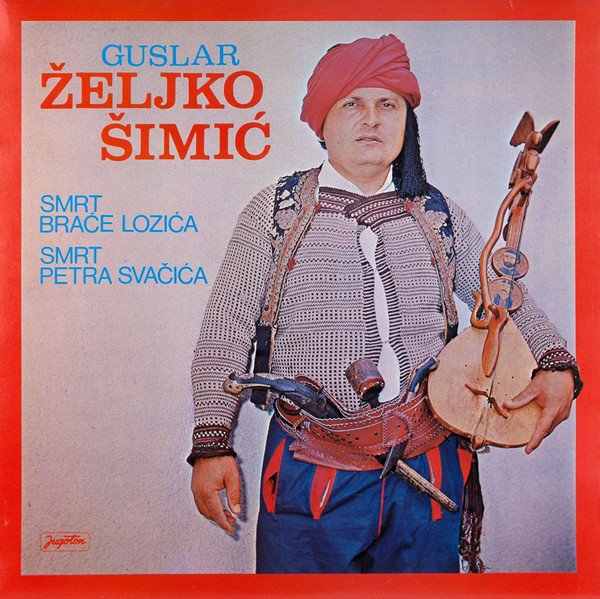 GUSLAR
ŽELJKO
ŠIMIĆ
SMRT
BRAĆE LOZIĆA
SMRT
PETRA SVAČIĆA
Jugoton